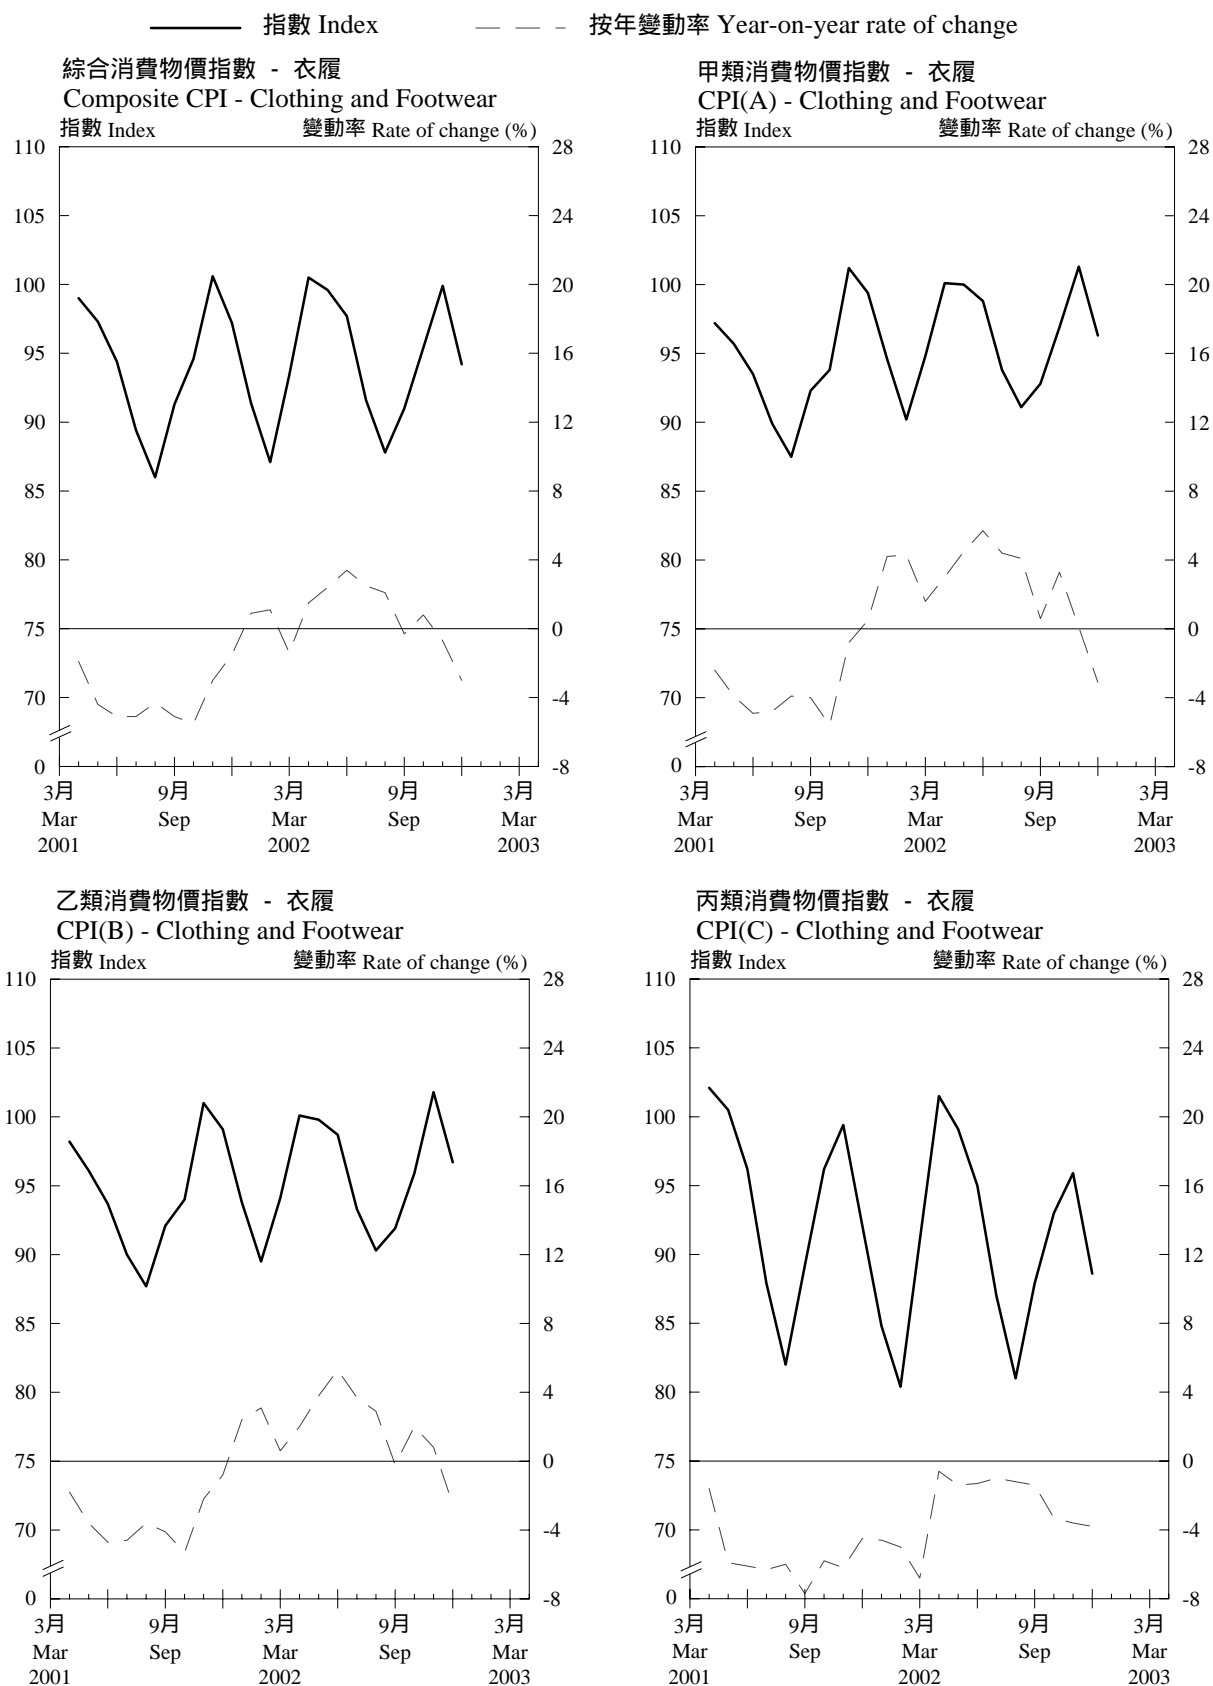 指數 Index 按年變動率 Year-on-year rate of change
綜合消費物價指數 - 衣履
Composite CPI - Clothing and Footwear
指數 Index 變動率 Rate of change (%)
110 28
105 24
100 20
95 16
90 12
85 8
80 4
75 0
70 -4
0 -8
3月 9月 3月 9月 3月
Mar Sep Mar Sep Mar
2001 2002 2003
甲類消費物價指數 - 衣履
CPI(A) - Clothing and Footwear
指數 Index 變動率 Rate of change (%)
110 28
105 24
100 20
95 16
90 12
85 8
80 4
75 0
70 -4
0 -8
3月 9月 3月 9月 3月
Mar Sep Mar Sep Mar
2001 2002 2003
乙類消費物價指數 - 衣履
CPI(B) - Clothing and Footwear
指數 Index 變動率 Rate of change (%)
110 28
105 24
100 20
95 16
90 12
85 8
80 4
75 0
70 -4
0 -8
3月 9月 3月 9月 3月
Mar Sep Mar Sep Mar
2001 2002 2003
丙類消費物價指數 - 衣履
CPI(C) - Clothing and Footwear
指數 Index 變動率 Rate of change (%)
110 28
105 24
100 20
95 16
90 12
85 8
80 4
75 0
70 -4
0 -8
3月 9月 3月 9月 3月
Mar Sep Mar Sep Mar
2001 2002 2003